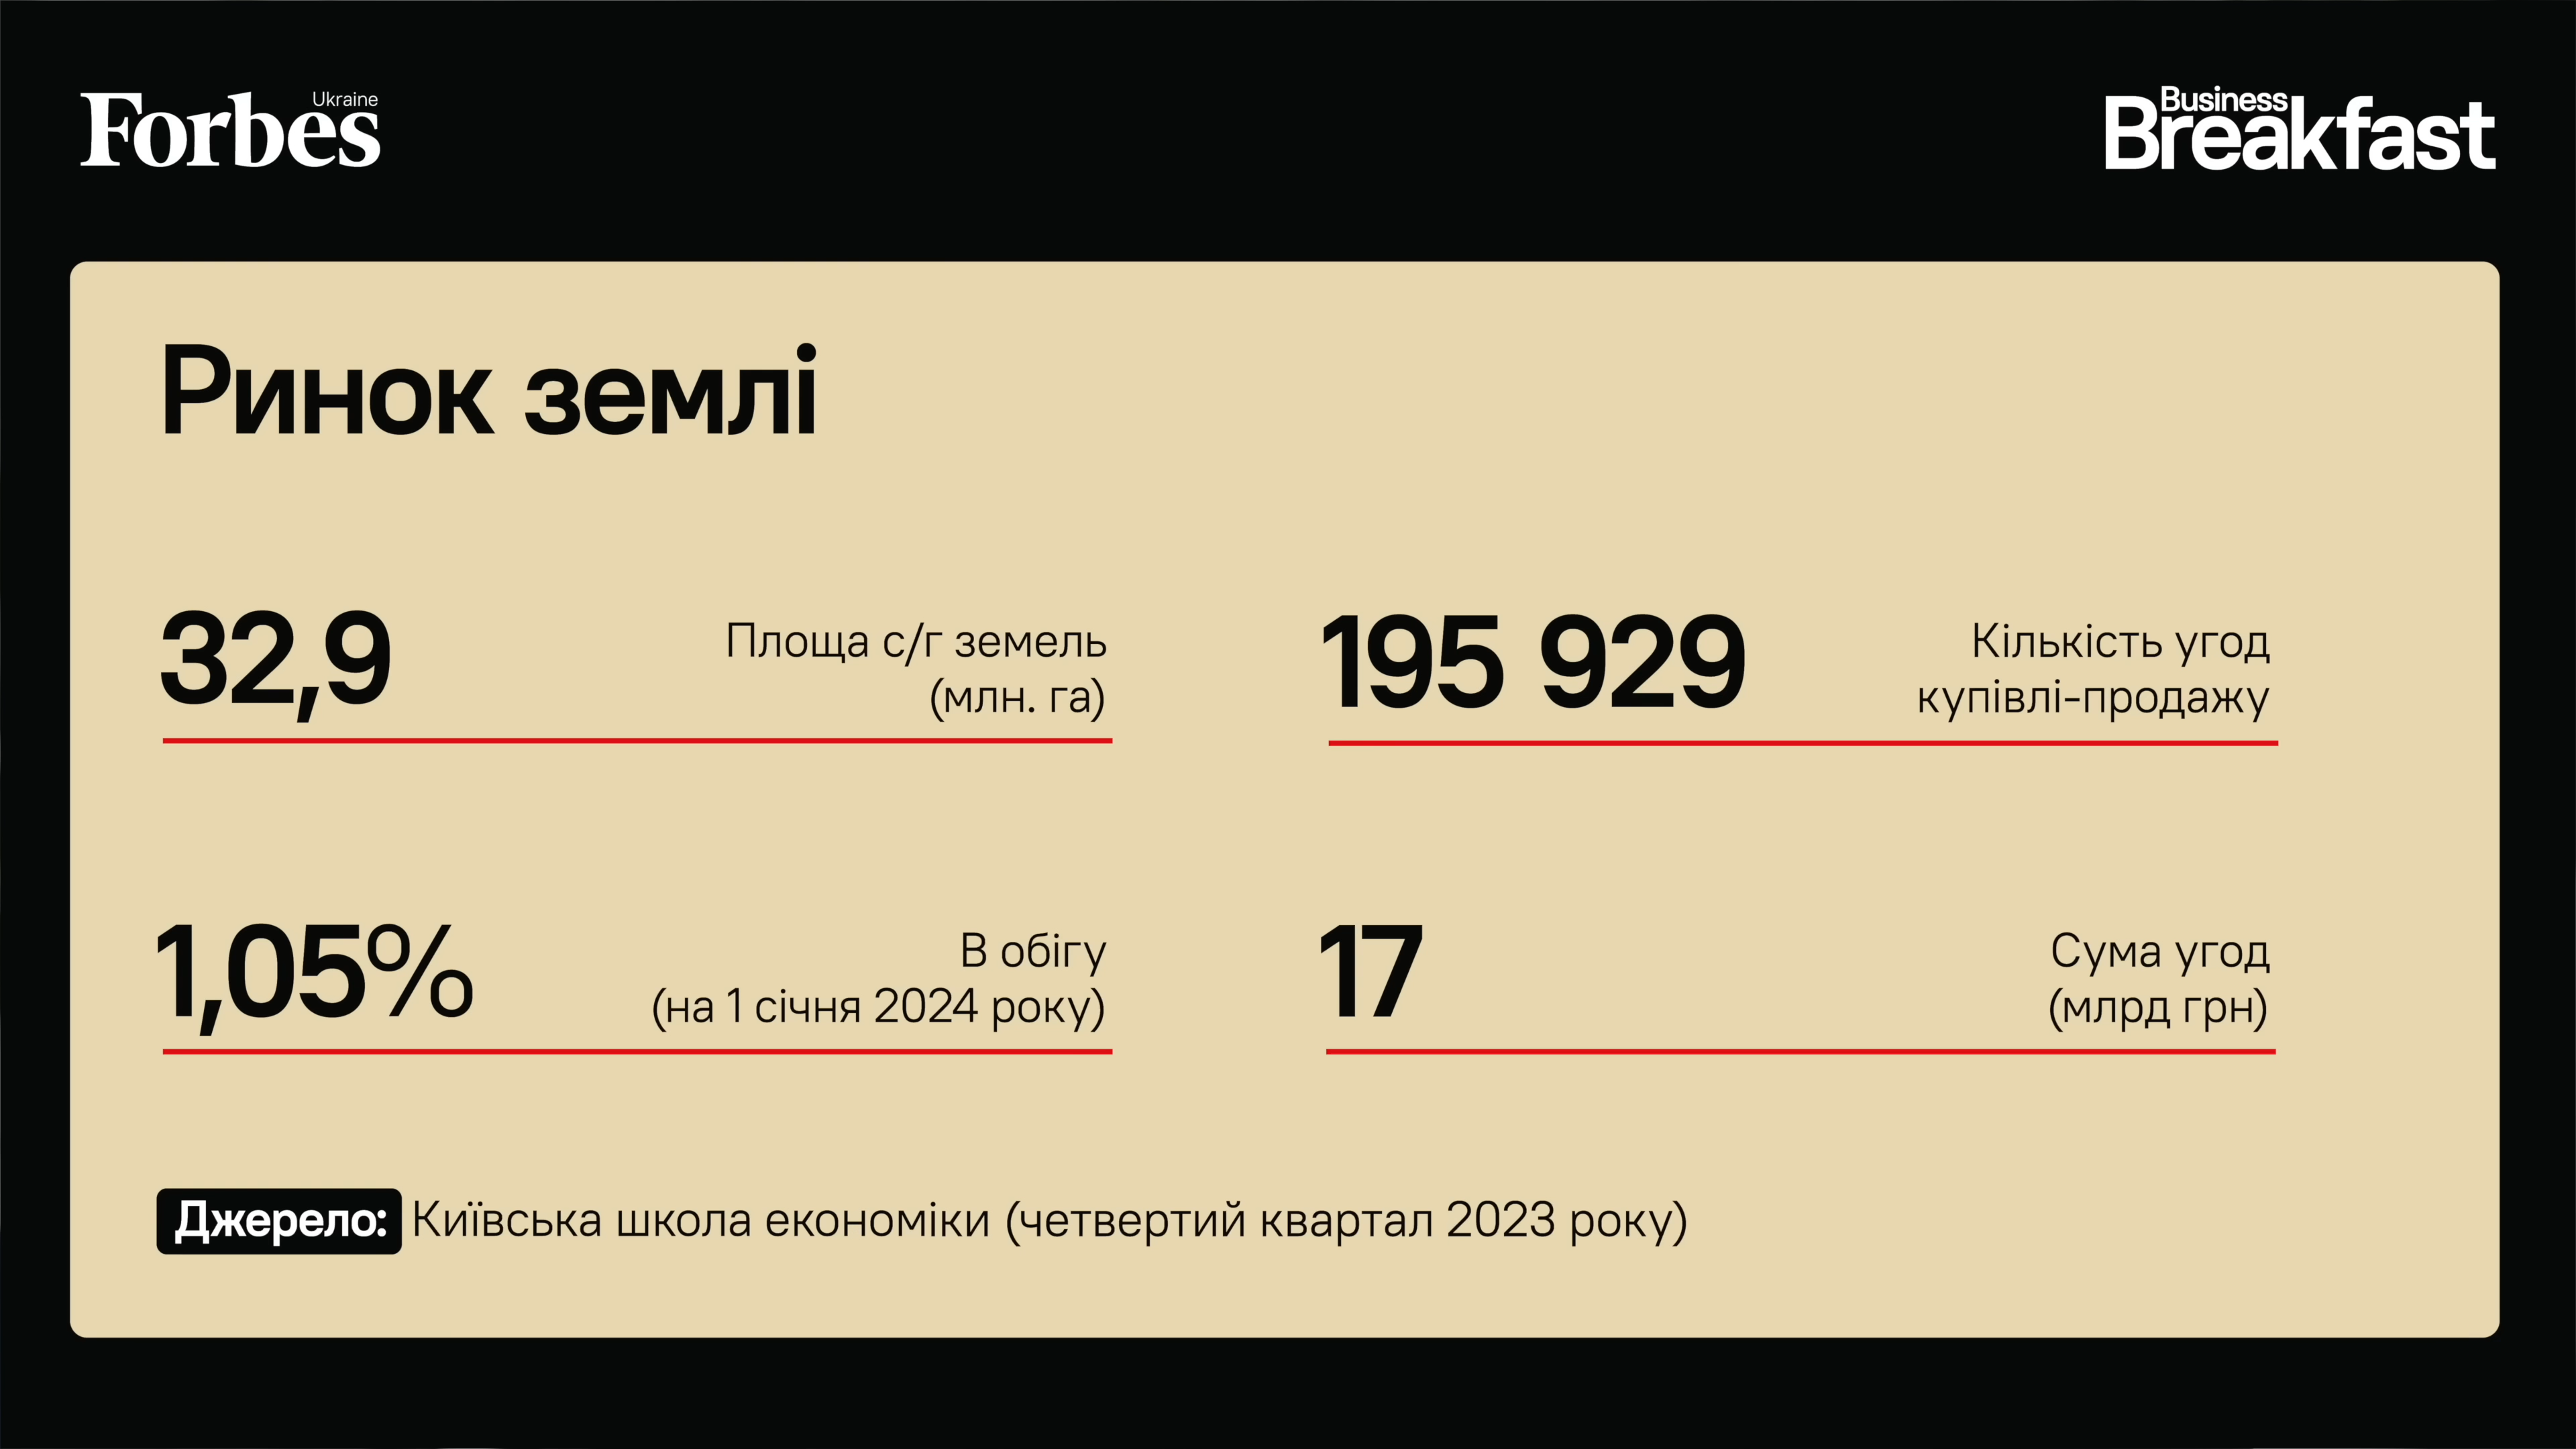 Forbes
Ukraine
Business
Breakfast
Ринок землі
32,9
Площа с/г земель
(млн. га)
195 929
Кількість угод
купівлі-продажу
1,05%
В обігу
(на 1 січня 2024 року)
17
Сума угод
(млрд грн)
Джерело: Київська школа економіки (четвертий квартал 2023 року)